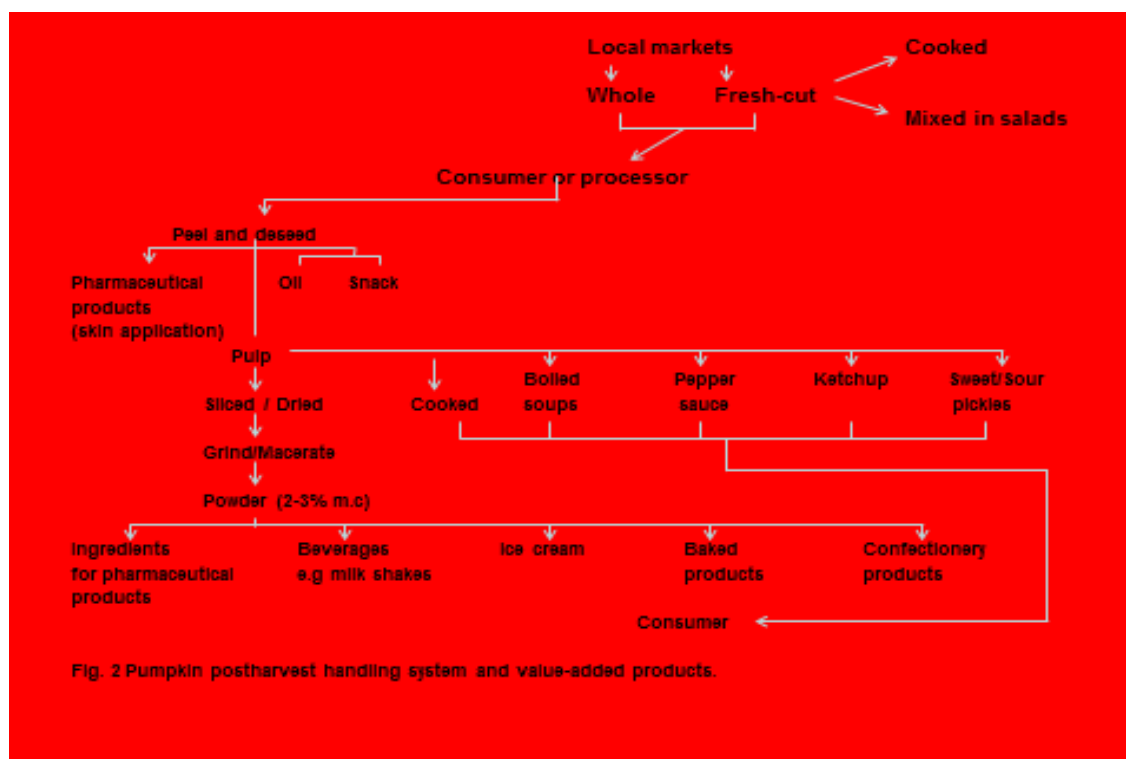 Local markets
Cooked
Whole
Fresh-cut
Mixed in salads
Consumer or processor
Peel and deseed
Pharmaceutical
products
(skin application)
Oil
Snack
Pulp
Sliced / Dried
Cooked
Boiled
soups
Pepper
sauce
Ketchup
Sweet/Sour
pickles
Grind/Macerate
Powder (2-3% m.c)
Ingredients
for pharmaceutical
products
Beverages
e.g milk shakes
Ice cream
Baked
products
Confectionery
products
Consumer
Fig. 2 Pumpkin postharvest handling system and value-added products.